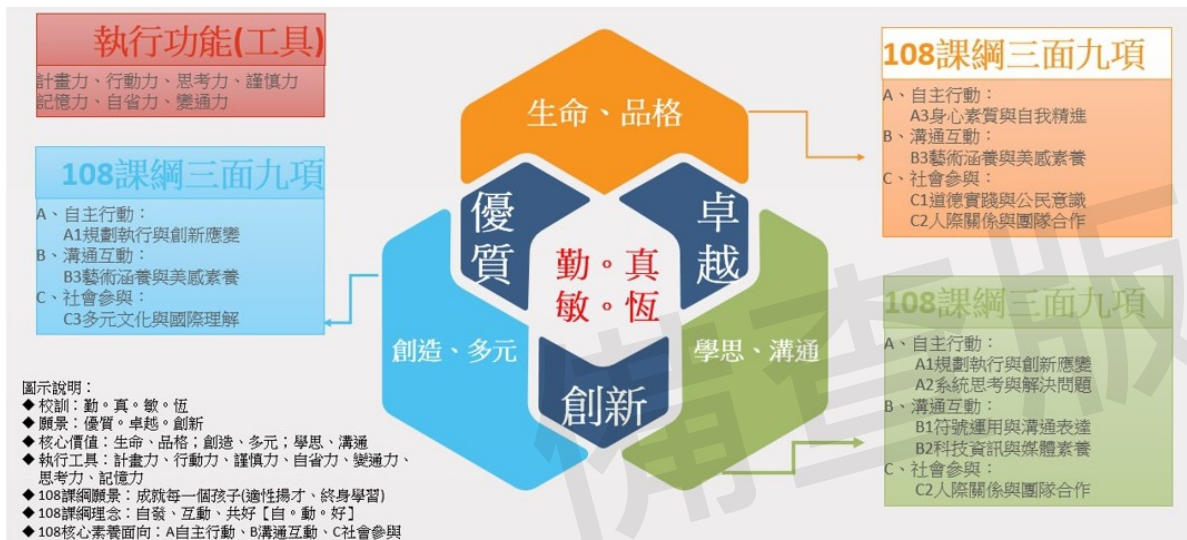 執行功能(工具)
計畫力、行動力、思考力、謹慎力
記憶力、自省力、變通力
108課綱三面九項
A、自主行動：
A1規劃執行與創新應變
B、溝通互動：
B3藝術涵養與美感素養
C、社會參與：
C3多元文化與國際理解
生命、品格
優質
卓越
勤。真
敏。恆
創造、多元
學思、溝通
創新
108課綱三面九項
A、自主行動：
A3身心素質與自我精進
B、溝通互動：
B3藝術涵養與美感素養
C、社會參與：
C1道德實踐與公民意識
C2人際關係與團隊合作
108課綱三面九項
A、自主行動：
A1規劃執行與創新應變
A2系統思考與解決問題
B、溝通互動：
B1符號運用與溝通表達
B2科技資訊與媒體素養
C、社會參與：
C2人際關係與團隊合作
圖示說明：
◆校訓：勤。真。敏。恆
◆願景：優質。卓越。創新
◆核心價值：生命、品格；創造、多元；學思、溝通
◆執行工具：計畫力、行動力、謹慎力、自省力、變通力、
思考力、記憶力
◆108課綱願景：成就每一個孩子(適性揚才、終身學習)
◆108課綱理念：自發、互動、共好［自。動。好］
◆108核心素養面向：A自主行動、B溝通互動、C社會參與
備查版